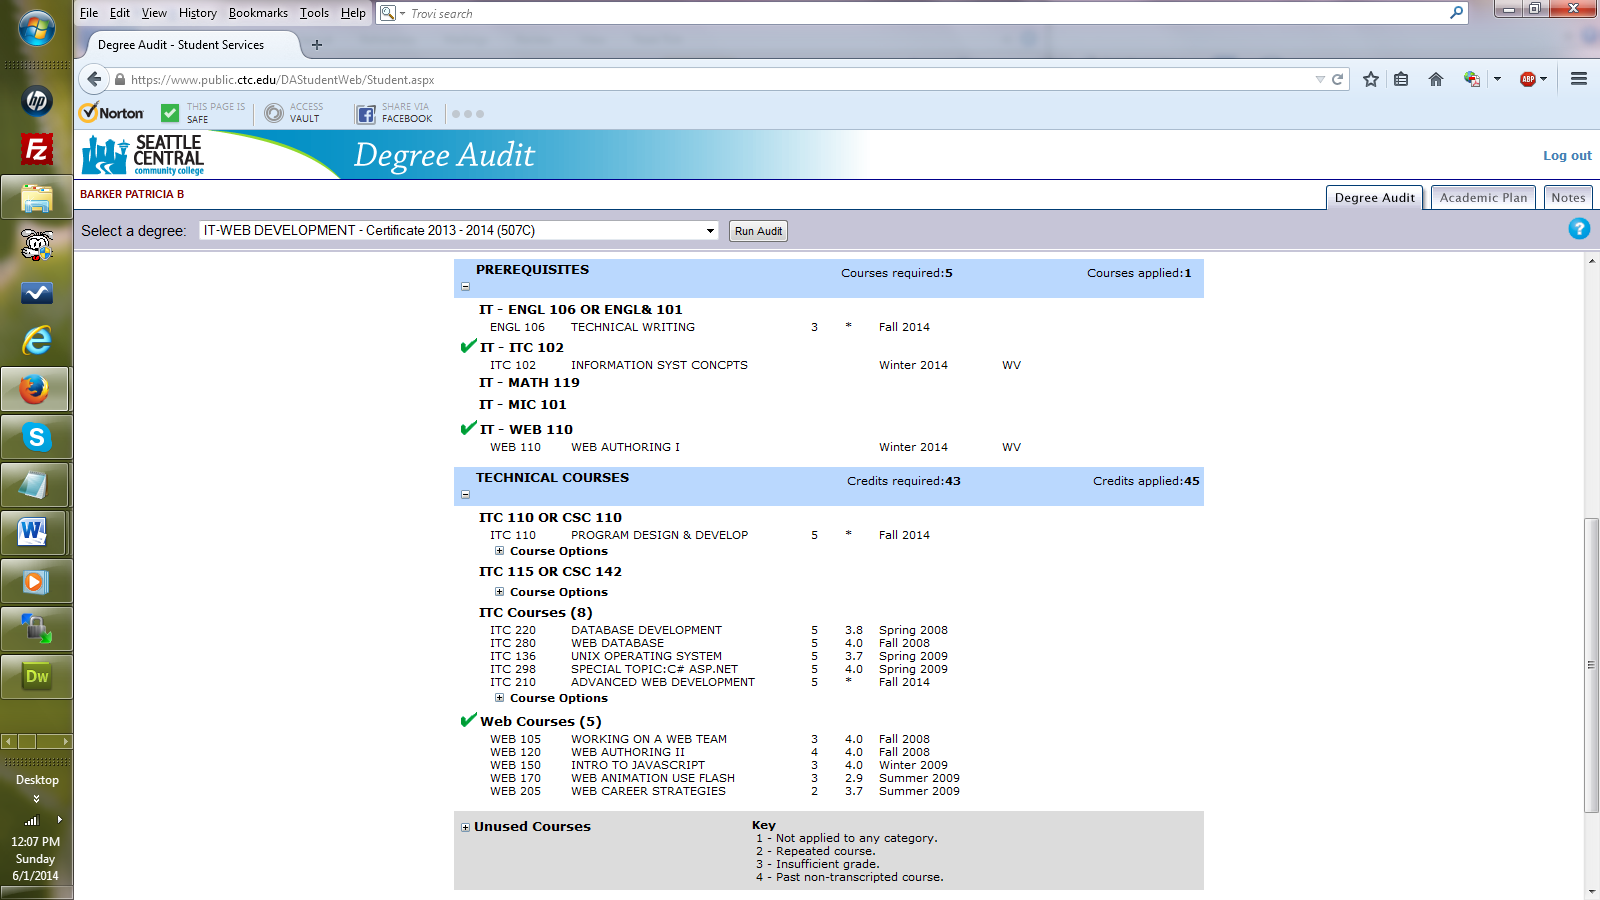 File Edit View History Bookmarks Tools Help Trovi search
Degree Audit - Student Services
https://www.public.ctc.edu/DAStudentWeb/Student.aspx
ABP
Norton THIS PAGE IS SAFE ACCESS VAULT SHARE VIA FACEBOOK
SEATTLE CENTRAL community college
Degree Audit
Log out
BARKER PATRICIA B
Degree Audit Academic Plan Notes
Select a degree: IT-WEB DEVELOPMENT - Certificate 2013 - 2014 (507C) Run Audit ?
PREREQUISITES Courses required:5 Courses applied:1
IT - ENGL 106 OR ENGL& 101
ENGL 106 TECHNICAL WRITING 3 * Fall 2014
IT - ITC 102
ITC 102 INFORMATION SYST CONCPTS Winter 2014 WV
IT - MATH 119
IT - MIC 101
IT - WEB 110
WEB 110 WEB AUTHORING I Winter 2014 WV
TECHNICAL COURSES Credits required:43 Credits applied:45
ITC 110 OR CSC 110
ITC 110 PROGRAM DESIGN & DEVELOP 5 * Fall 2014
Course Options
ITC 115 OR CSC 142
Course Options
ITC Courses (8)
ITC 220 DATABASE DEVELOPMENT 5 3.8 Spring 2008
ITC 280 WEB DATABASE 5 4.0 Fall 2008
ITC 136 UNIX OPERATING SYSTEM 5 3.7 Spring 2009
ITC 298 SPECIAL TOPIC:C# ASP.NET 5 4.0 Spring 2009
ITC 210 ADVANCED WEB DEVELOPMENT 5 * Fall 2014
Course Options
Web Courses (5)
WEB 105 WORKING ON A WEB TEAM 3 4.0 Fall 2008
WEB 120 WEB AUTHORING II 4 4.0 Fall 2008
WEB 150 INTRO TO JAVASCRIPT 3 4.0 Winter 2009
WEB 170 WEB ANIMATION USE FLASH 3 2.9 Summer 2009
WEB 205 WEB CAREER STRATEGIES 2 3.7 Summer 2009
Unused Courses
Key
1 - Not applied to any category.
2 - Repeated course.
3 - Insufficient grade.
4 - Past non-transcripted course.
hp
Fz
S
W
Dw
Desktop
12:07 PM
Sunday
6/1/2014